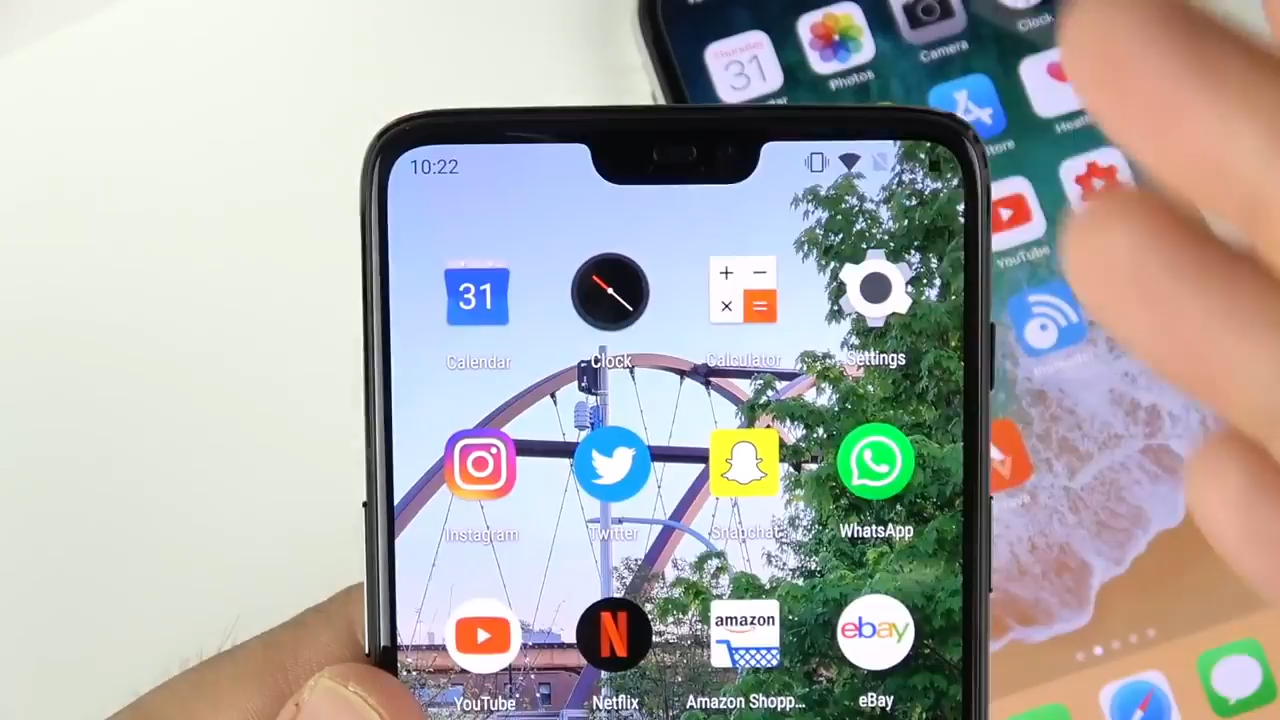 Thursday
31
Photos
Camera
Clock
YouTube
10:22
31
Calendar
Clock
Calculator
Settings
Instagram
Twitter
Snapchat
WhatsApp
amazon
ebay
YouTube
Netflix
Amazon Shopp...
eBay